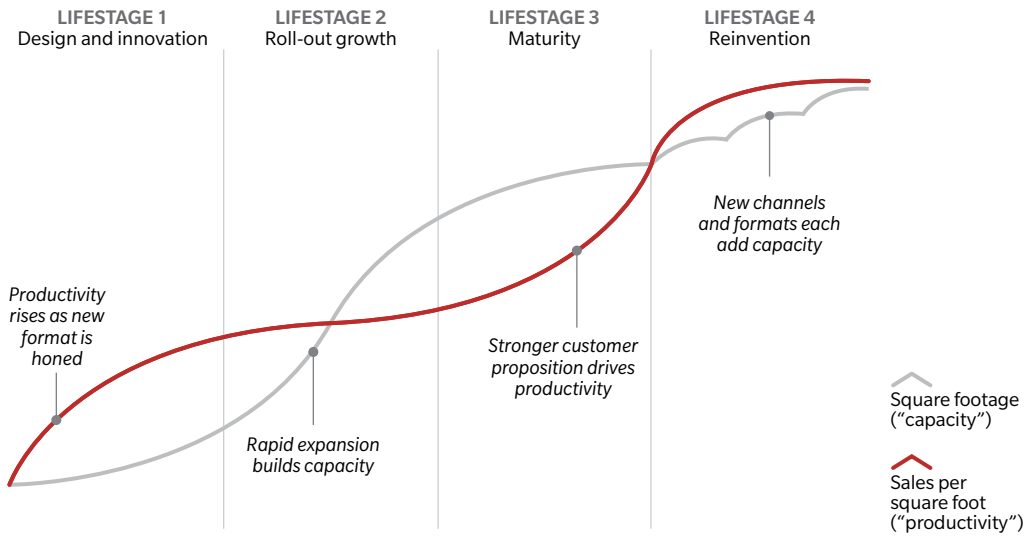 LIFESTAGE 1
Design and innovation
LIFESTAGE 2
Roll-out growth
LIFESTAGE 3
Maturity
LIFESTAGE 4
Reinvention
Productivity
rises as new
format is
honed
Rapid expansion
builds capacity
Stronger customer
proposition drives
productivity
New channels
and formats each
add capacity
Square footage
(“capacity”)
Sales per
square foot
(“productivity”)